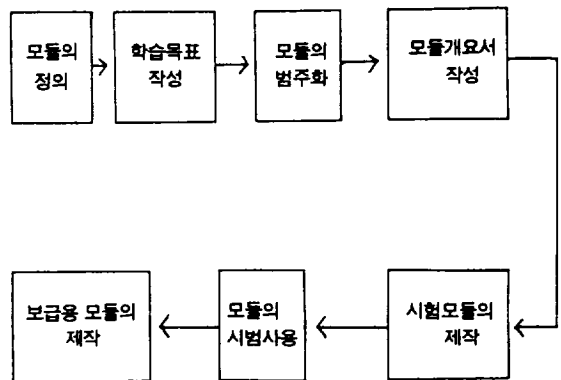 모듈의
정의
학습목표
작성
모듈의
범주화
모듈개요서
작성
시험모듈의
제작
모듈의
시범사용
보급용 모듈의
제작